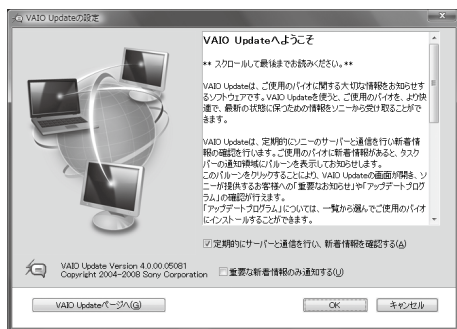 VAIO Updateの設定
VAIO Updateへようこそ
** スクロールして最後までお読みください。**
VAIO Updateは、ご使用のバイオに関する大切な情報をお知らせす
るソフトウェアです。VAIO Updateを使うと、ご使用のバイオを、より快
適で、最新の状態に保つための情報をソニーから受け取ることがで
きます。
VAIO Updateは、定期的にソニーのサーバーと通信を行い新着情
報の確認を行います。ご使用のバイオに新着情報があると、タスク
バーの通知領域にバルーンを表示してお知らせします。
このバルーンをクリックすることにより、VAIO Updateの画面が開き、ソ
ニーが提供するお客様への「重要なお知らせ」や「アップデートプログ
ラム」の確認が行えます。
「アップデートプログラム」については、一覧から選んでご使用のバイオ
にインストールすることができます。
定期的にサーバーと通信を行い、新着情報を確認する(A)
VAIO Update Version 4.0.00.05081
Copyright 2004-2008 Sony Corporation
重要な新着情報のみ通知する(U)
VAIO Updateページへ(G)
OK
キャンセル